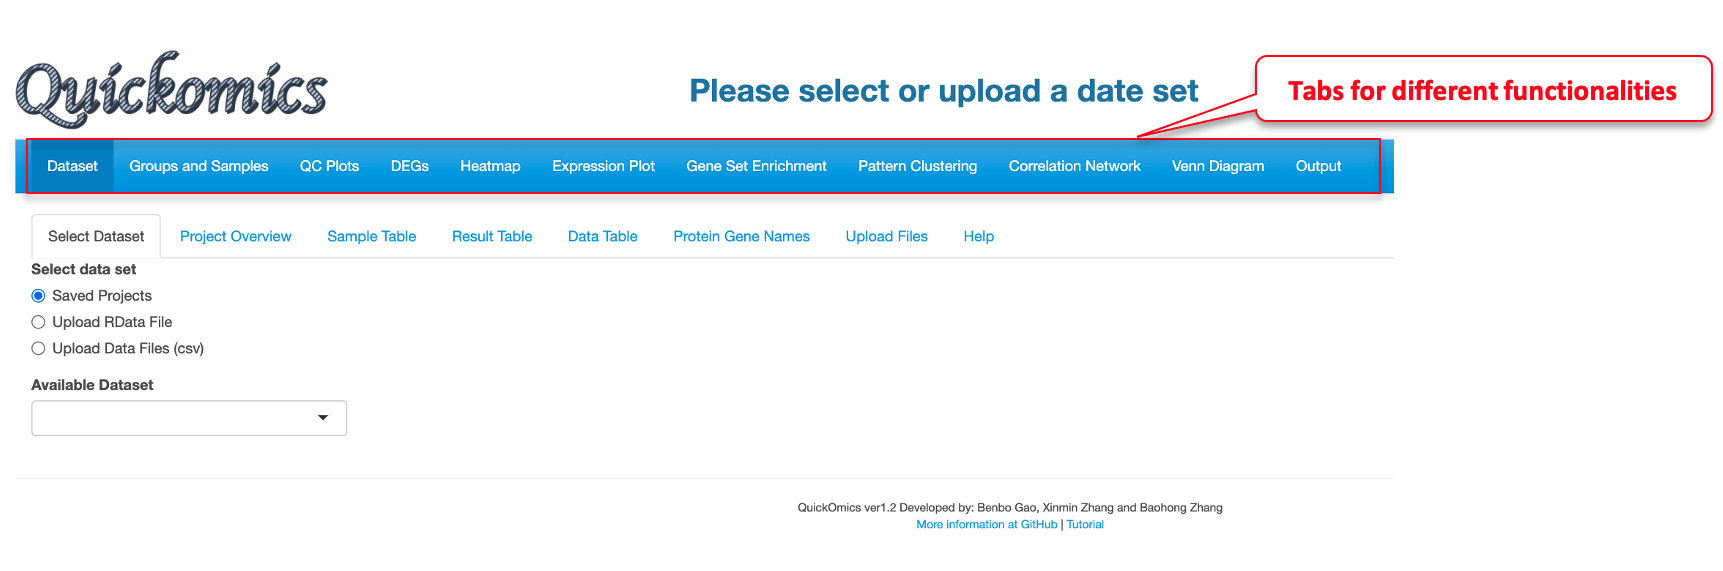 Quickomics
Please select or upload a date set
Tabs for different functionalities
Dataset Groups and Samples QC Plots DEGs Heatmap Expression Plot Gene Set Enrichment Pattern Clustering Correlation Network Venn Diagram Output
Select Dataset Project Overview Sample Table Result Table Data Table Protein Gene Names Upload Files Help
Select data set
Saved Projects
Upload RData File
Upload Data Files (csv)
Available Dataset
QuickOmics ver1.2 Developed by: Benbo Gao, Xinmin Zhang and Baohong Zhang
More information at GitHub | Tutorial